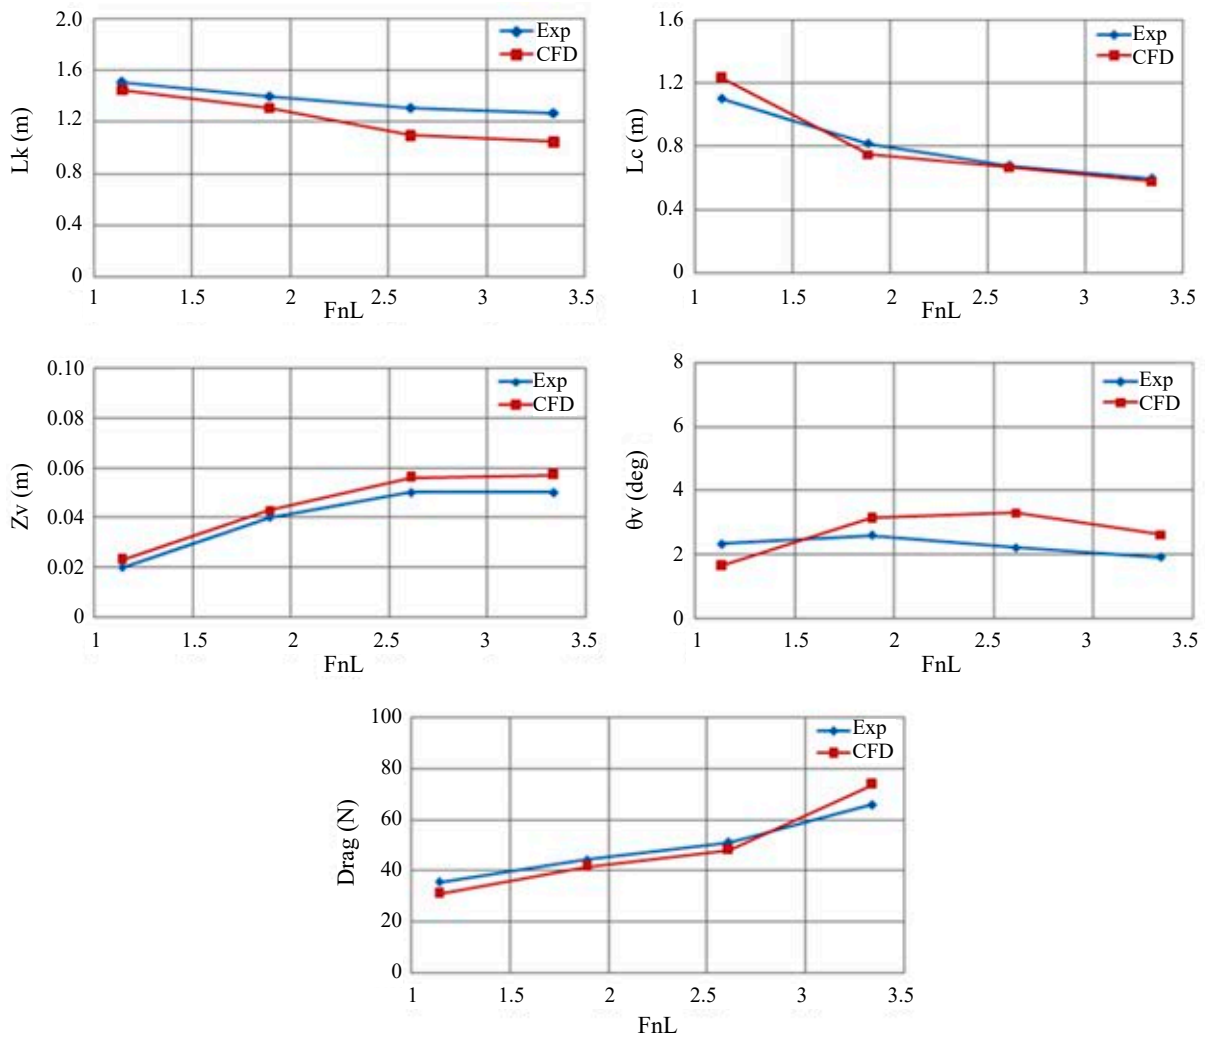 2.0
1.6
1.2
0.8
0.4
0
Lk (m)
1 1.5 2 2.5 3 3.5
FnL
Exp
CFD
1.6
1.2
0.8
0.4
0
Lc (m)
1 1.5 2 2.5 3 3.5
FnL
Exp
CFD
0.10
0.08
0.06
0.04
0.02
0
Zv (m)
1 1.5 2 2.5 3 3.5
FnL
Exp
CFD
8
6
4
2
0
θv (deg)
1 1.5 2 2.5 3 3.5
FnL
Exp
CFD
100
80
60
40
20
0
Drag (N)
1 1.5 2 2.5 3 3.5
FnL
Exp
CFD